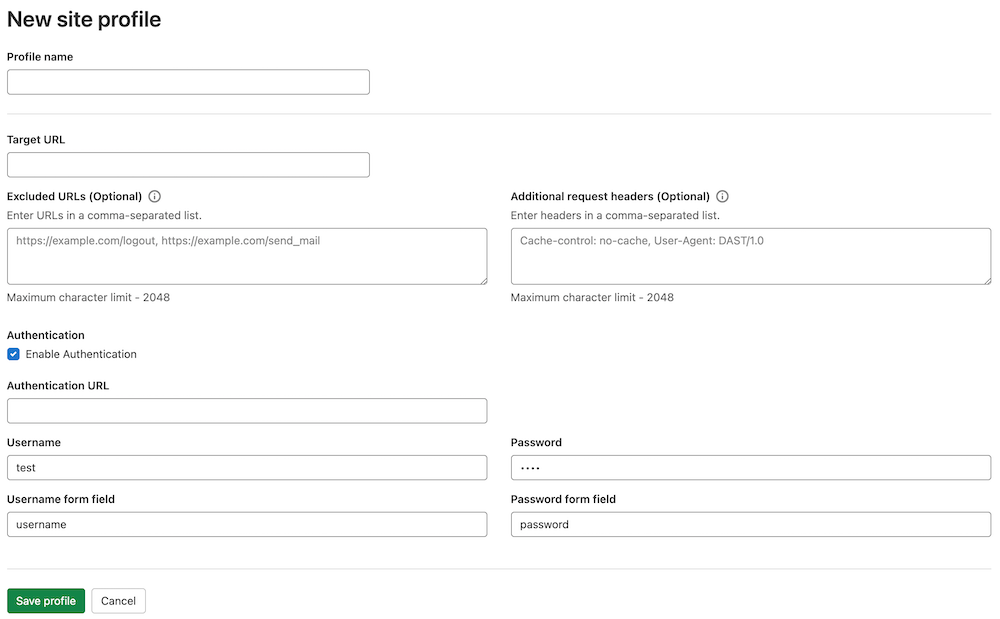 New site profile
Profile name
Target URL
Excluded URLs (Optional)
Enter URLs in a comma-separated list.
https://example.com/logout, https://example.com/send_mail
Maximum character limit - 2048
Additional request headers (Optional)
Enter headers in a comma-separated list.
Cache-control: no-cache, User-Agent: DAST/1.0
Maximum character limit - 2048
Authentication
Enable Authentication
Authentication URL
Username
test
Password
••••
Username form field
username
Password form field
password
Save profile
Cancel